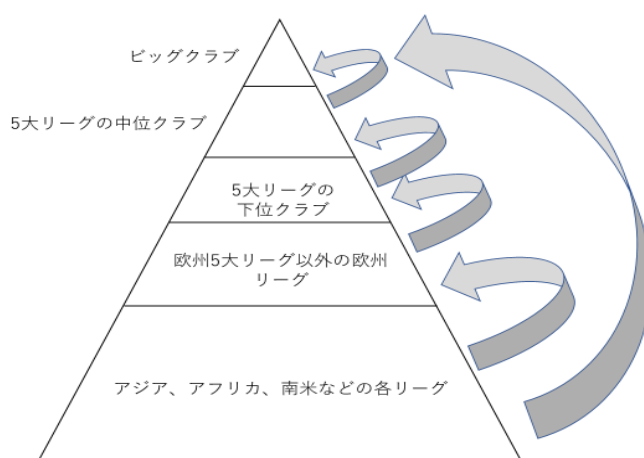 ビッグクラブ
5大リーグの中位クラブ
5大リーグの
下位クラブ
欧州5大リーグ以外の欧州
リーグ
アジア、アフリカ、南米などの各リーグ